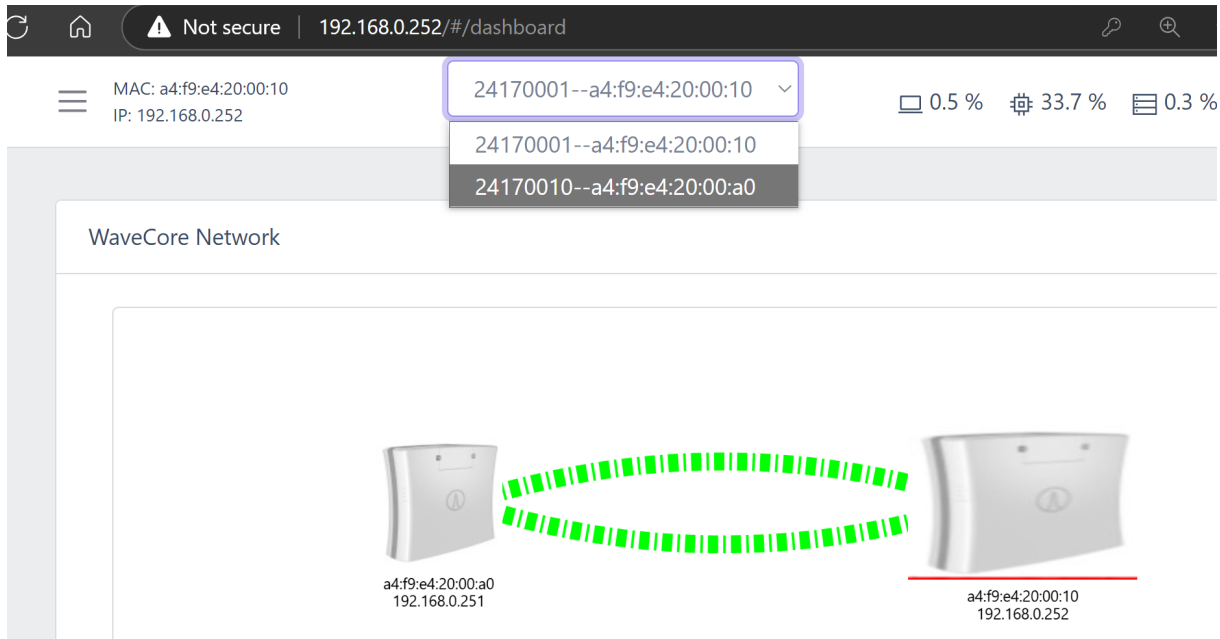 Not secure 192.168.0.252/#/dashboard
MAC: a4:f9:e4:20:00:10
IP: 192.168.0.252
24170001--a4:f9:e4:20:00:10
0.5 % 33.7 % 0.3 %
24170001--a4:f9:e4:20:00:10
24170010--a4:f9:e4:20:00:a0
WaveCore Network
a4:f9:e4:20:00:a0
192.168.0.251
a4:f9:e4:20:00:10
192.168.0.252